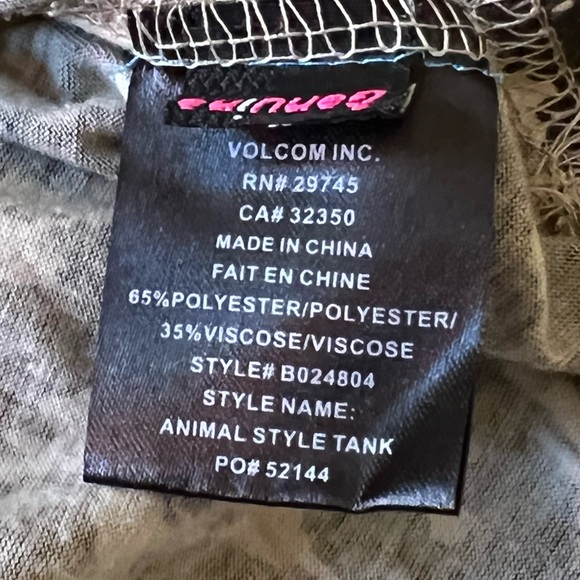 Genuine
VOLCOM INC.
RN# 29745
CA# 32350
MADE IN CHINA
FAIT EN CHINE
65%POLYESTER/POLYESTER/
35%VISCOSE/VISCOSE
STYLE# B024804
STYLE NAME:
ANIMAL STYLE TANK
PO# 52144